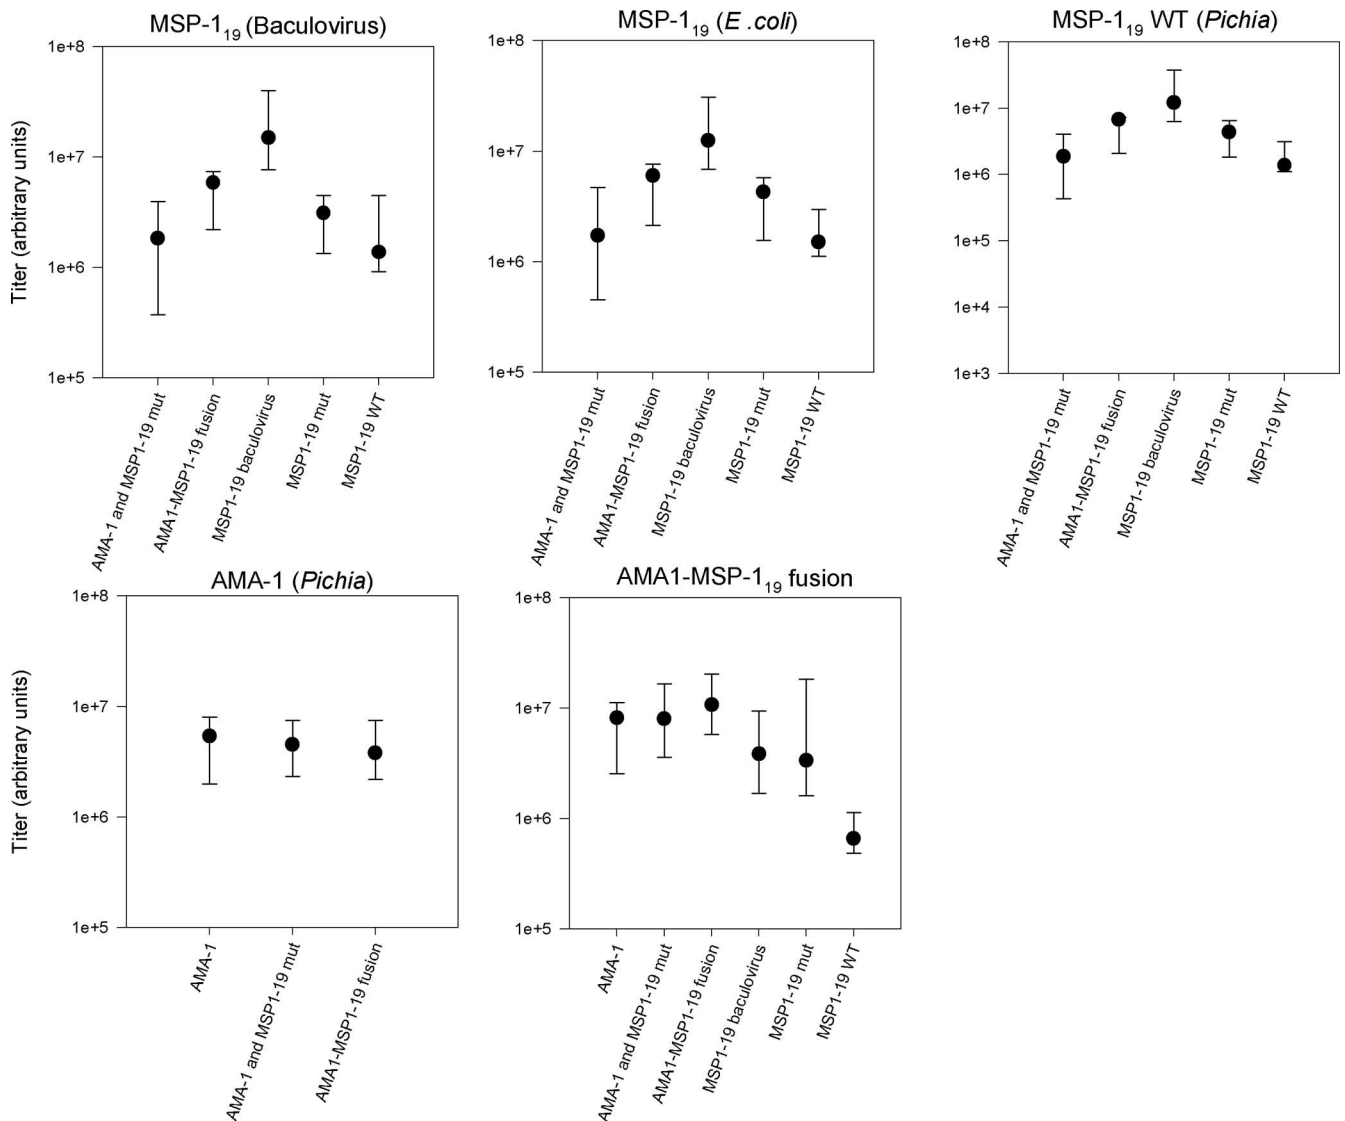 MSP-1₁₉ (Baculovirus)
1e+8
1e+7
1e+6
1e+5
Titer (arbitrary units)
AMA-1 and MSP1-19 mut
AMA1-MSP1-19 fusion
MSP1-19 baculovirus
MSP1-19 mut
MSP1-19 WT
MSP-1₁₉ (E .coli)
1e+8
1e+7
1e+6
1e+5
AMA-1 and MSP1-19 mut
AMA1-MSP1-19 fusion
MSP1-19 baculovirus
MSP1-19 mut
MSP1-19 WT
MSP-1₁₉ WT (Pichia)
1e+8
1e+7
1e+6
1e+5
1e+4
1e+3
AMA-1 and MSP1-19 mut
AMA1-MSP1-19 fusion
MSP1-19 baculovirus
MSP1-19 mut
MSP1-19 WT
AMA-1 (Pichia)
1e+8
1e+7
1e+6
1e+5
Titer (arbitrary units)
AMA-1
AMA-1 and MSP1-19 mut
AMA1-MSP1-19 fusion
AMA1-MSP-1₁₉ fusion
1e+8
1e+7
1e+6
1e+5
AMA-1
AMA-1 and MSP1-19 mut
AMA1-MSP1-19 fusion
MSP1-19 baculovirus
MSP1-19 mut
MSP1-19 WT